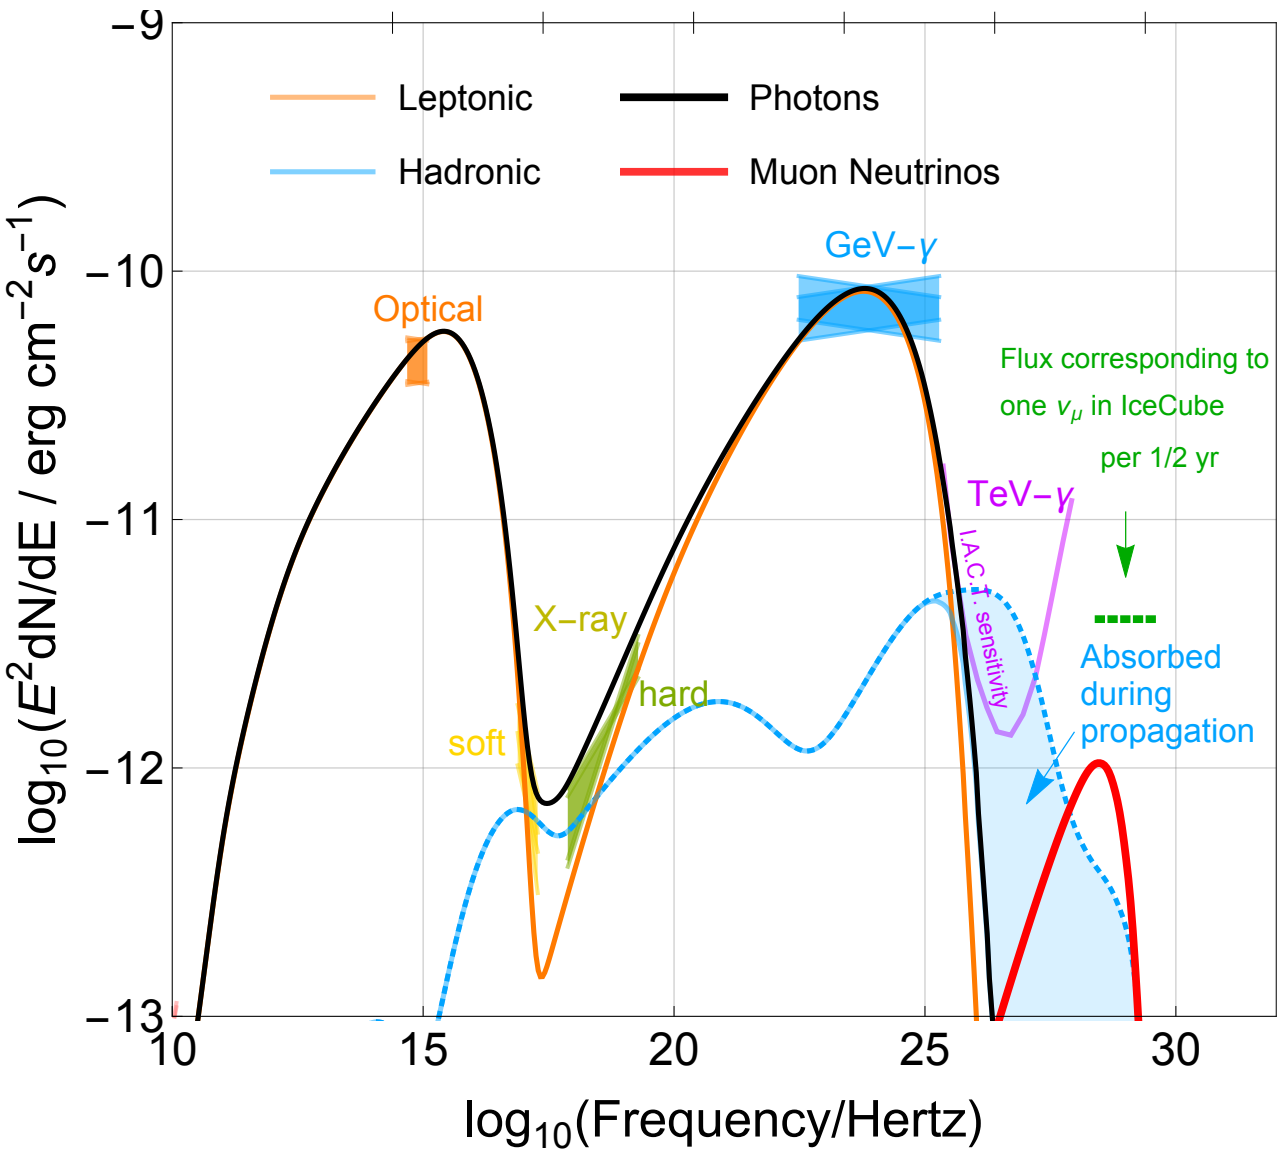 −9
Leptonic
Photons
Hadronic
Muon Neutrinos
GeV−γ
−10
Optical
Flux corresponding to
one νμ in IceCube
per 1/2 yr
TeV−γ
−11
I.A.C.T. sensitivity
X−ray
Absorbed
during
propagation
hard
soft
−12
−13
10
15
20
25
30
log10(Frequency/Hertz)
log10(E²dN/dE / erg cm⁻²s⁻¹)